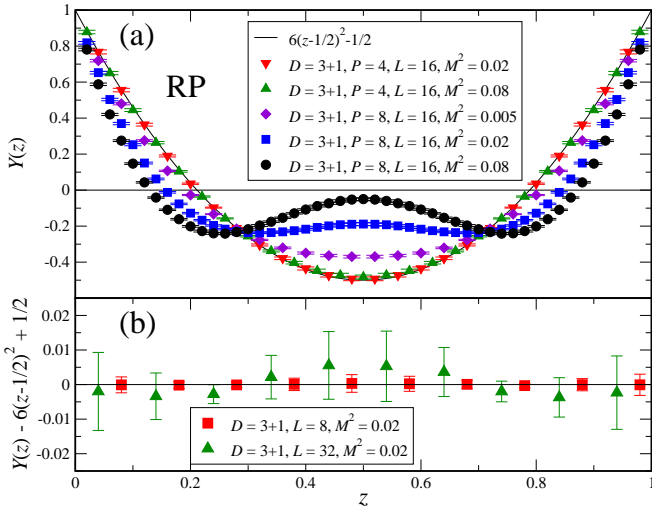 1
0.8
0.6
0.4
0.2
0
-0.2
-0.4
Y(z)
(a)
RP
6(z-1/2)²-1/2
D = 3+1, P = 4, L = 16, M² = 0.02
D = 3+1, P = 4, L = 16, M² = 0.08
D = 3+1, P = 8, L = 16, M² = 0.005
D = 3+1, P = 8, L = 16, M² = 0.02
D = 3+1, P = 8, L = 16, M² = 0.08
0.02
0.01
0
-0.01
-0.02
Y(z) - 6(z-1/2)² + 1/2
(b)
D = 3+1, L = 8, M² = 0.02
D = 3+1, L = 32, M² = 0.02
0 0.2 0.4 0.6 0.8 1
z